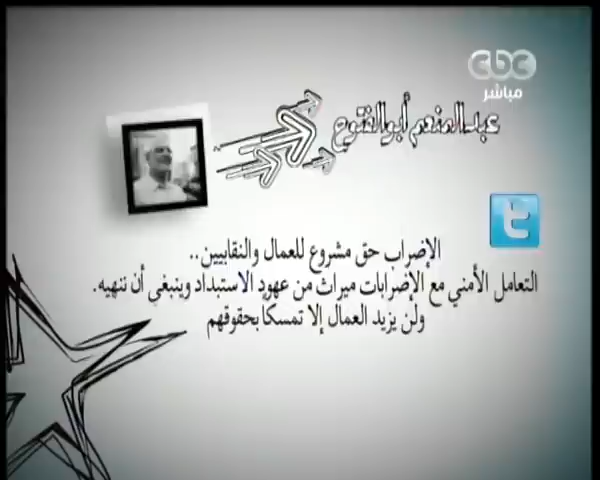 cbc
مباشر
عبدالمنعم أبوالفتوح
الإضراب حق مشروع للعمال والنقابيين..
التعامل الأمني مع الإضرابات ميراث من عهود الاستبداد وينبغي أن ننهيه.
ولن يزيد العمال إلا تمسكاً بحقوقهم